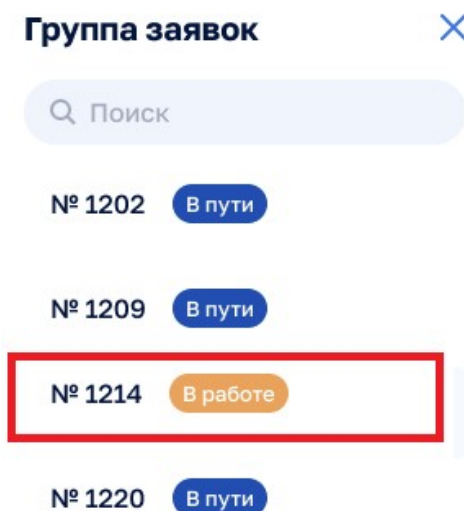 Группа заявок
Поиск
№ 1202 В пути
№ 1209 В пути
№ 1214 В работе
№ 1220 В пути